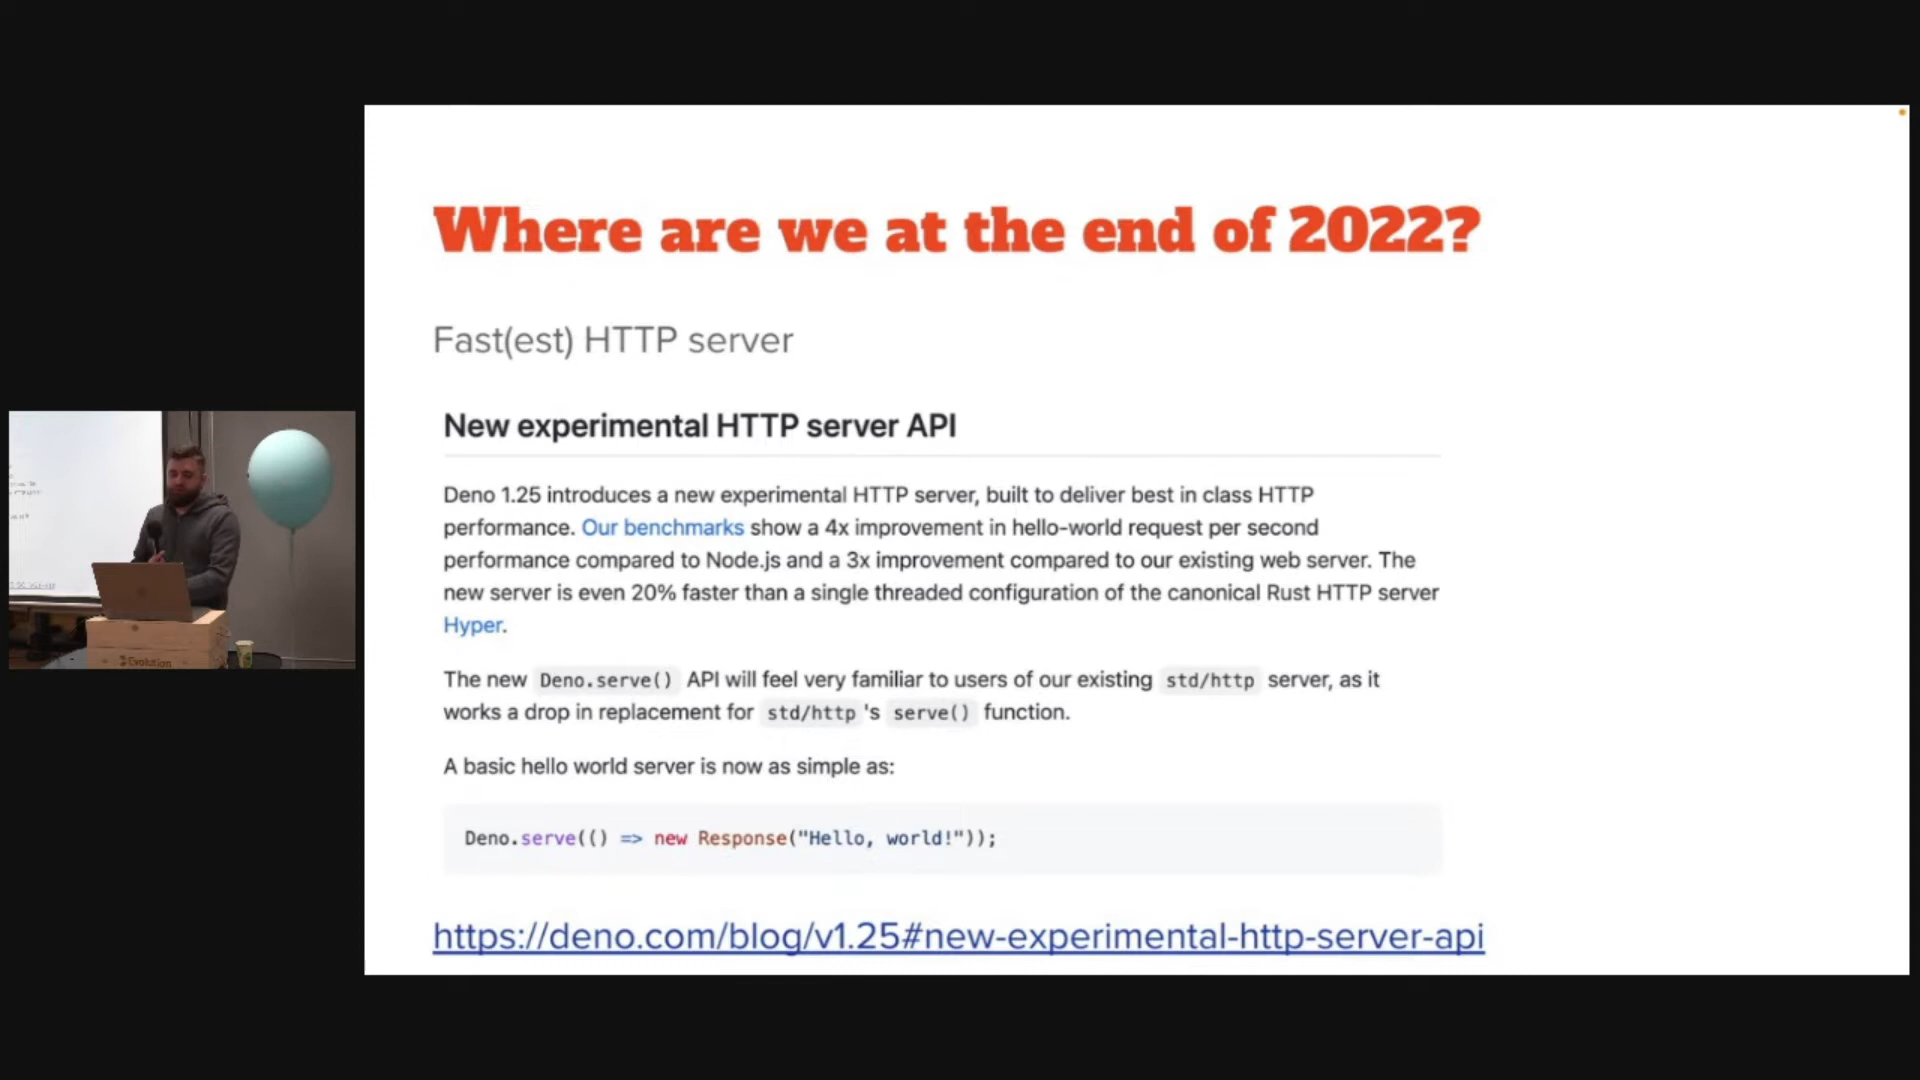 Where are we at the end of 2022?
Fast(est) HTTP server
New experimental HTTP server API
Deno 1.25 introduces a new experimental HTTP server, built to deliver best in class HTTP
performance. Our benchmarks show a 4x improvement in hello-world request per second
performance compared to Node.js and a 3x improvement compared to our existing web server. The
new server is even 20% faster than a single threaded configuration of the canonical Rust HTTP server
Hyper.
The new Deno.serve() API will feel very familiar to users of our existing std/http server, as it
works a drop in replacement for std/http 's serve() function.
A basic hello world server is now as simple as:
Deno.serve(() => new Response("Hello, world!"));
https://deno.com/blog/v1.25#new-experimental-http-server-api
Evolution